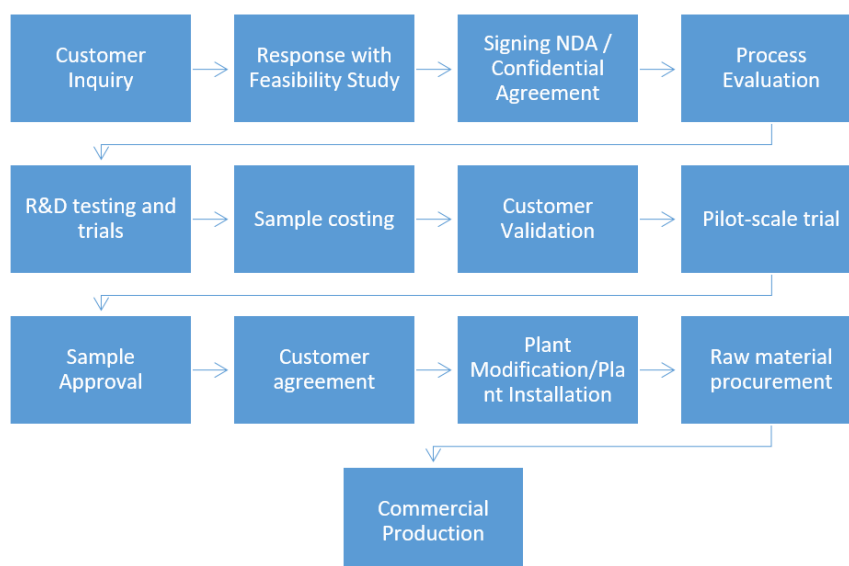 Customer
Inquiry
Response with
Feasibility Study
Signing NDA /
Confidential
Agreement
Process
Evaluation
R&D testing and
trials
Sample costing
Customer
Validation
Pilot-scale trial
Sample
Approval
Customer
agreement
Plant
Modification/Pla
nt Installation
Raw material
procurement
Commercial
Production